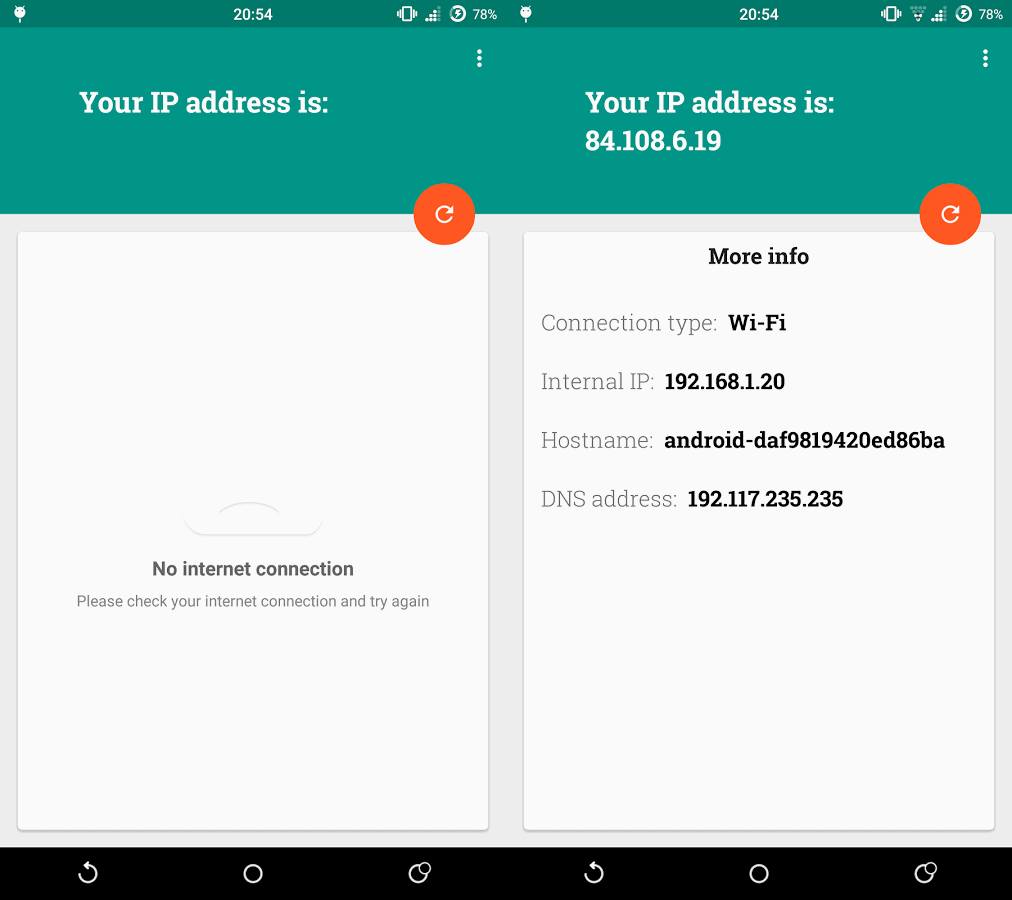 20:54
78%
Your IP address is:
No internet connection
Please check your internet connection and try again
20:54
78%
Your IP address is:
84.108.6.19
More info
Connection type: Wi-Fi
Internal IP: 192.168.1.20
Hostname: android-daf9819420ed86ba
DNS address: 192.117.235.235